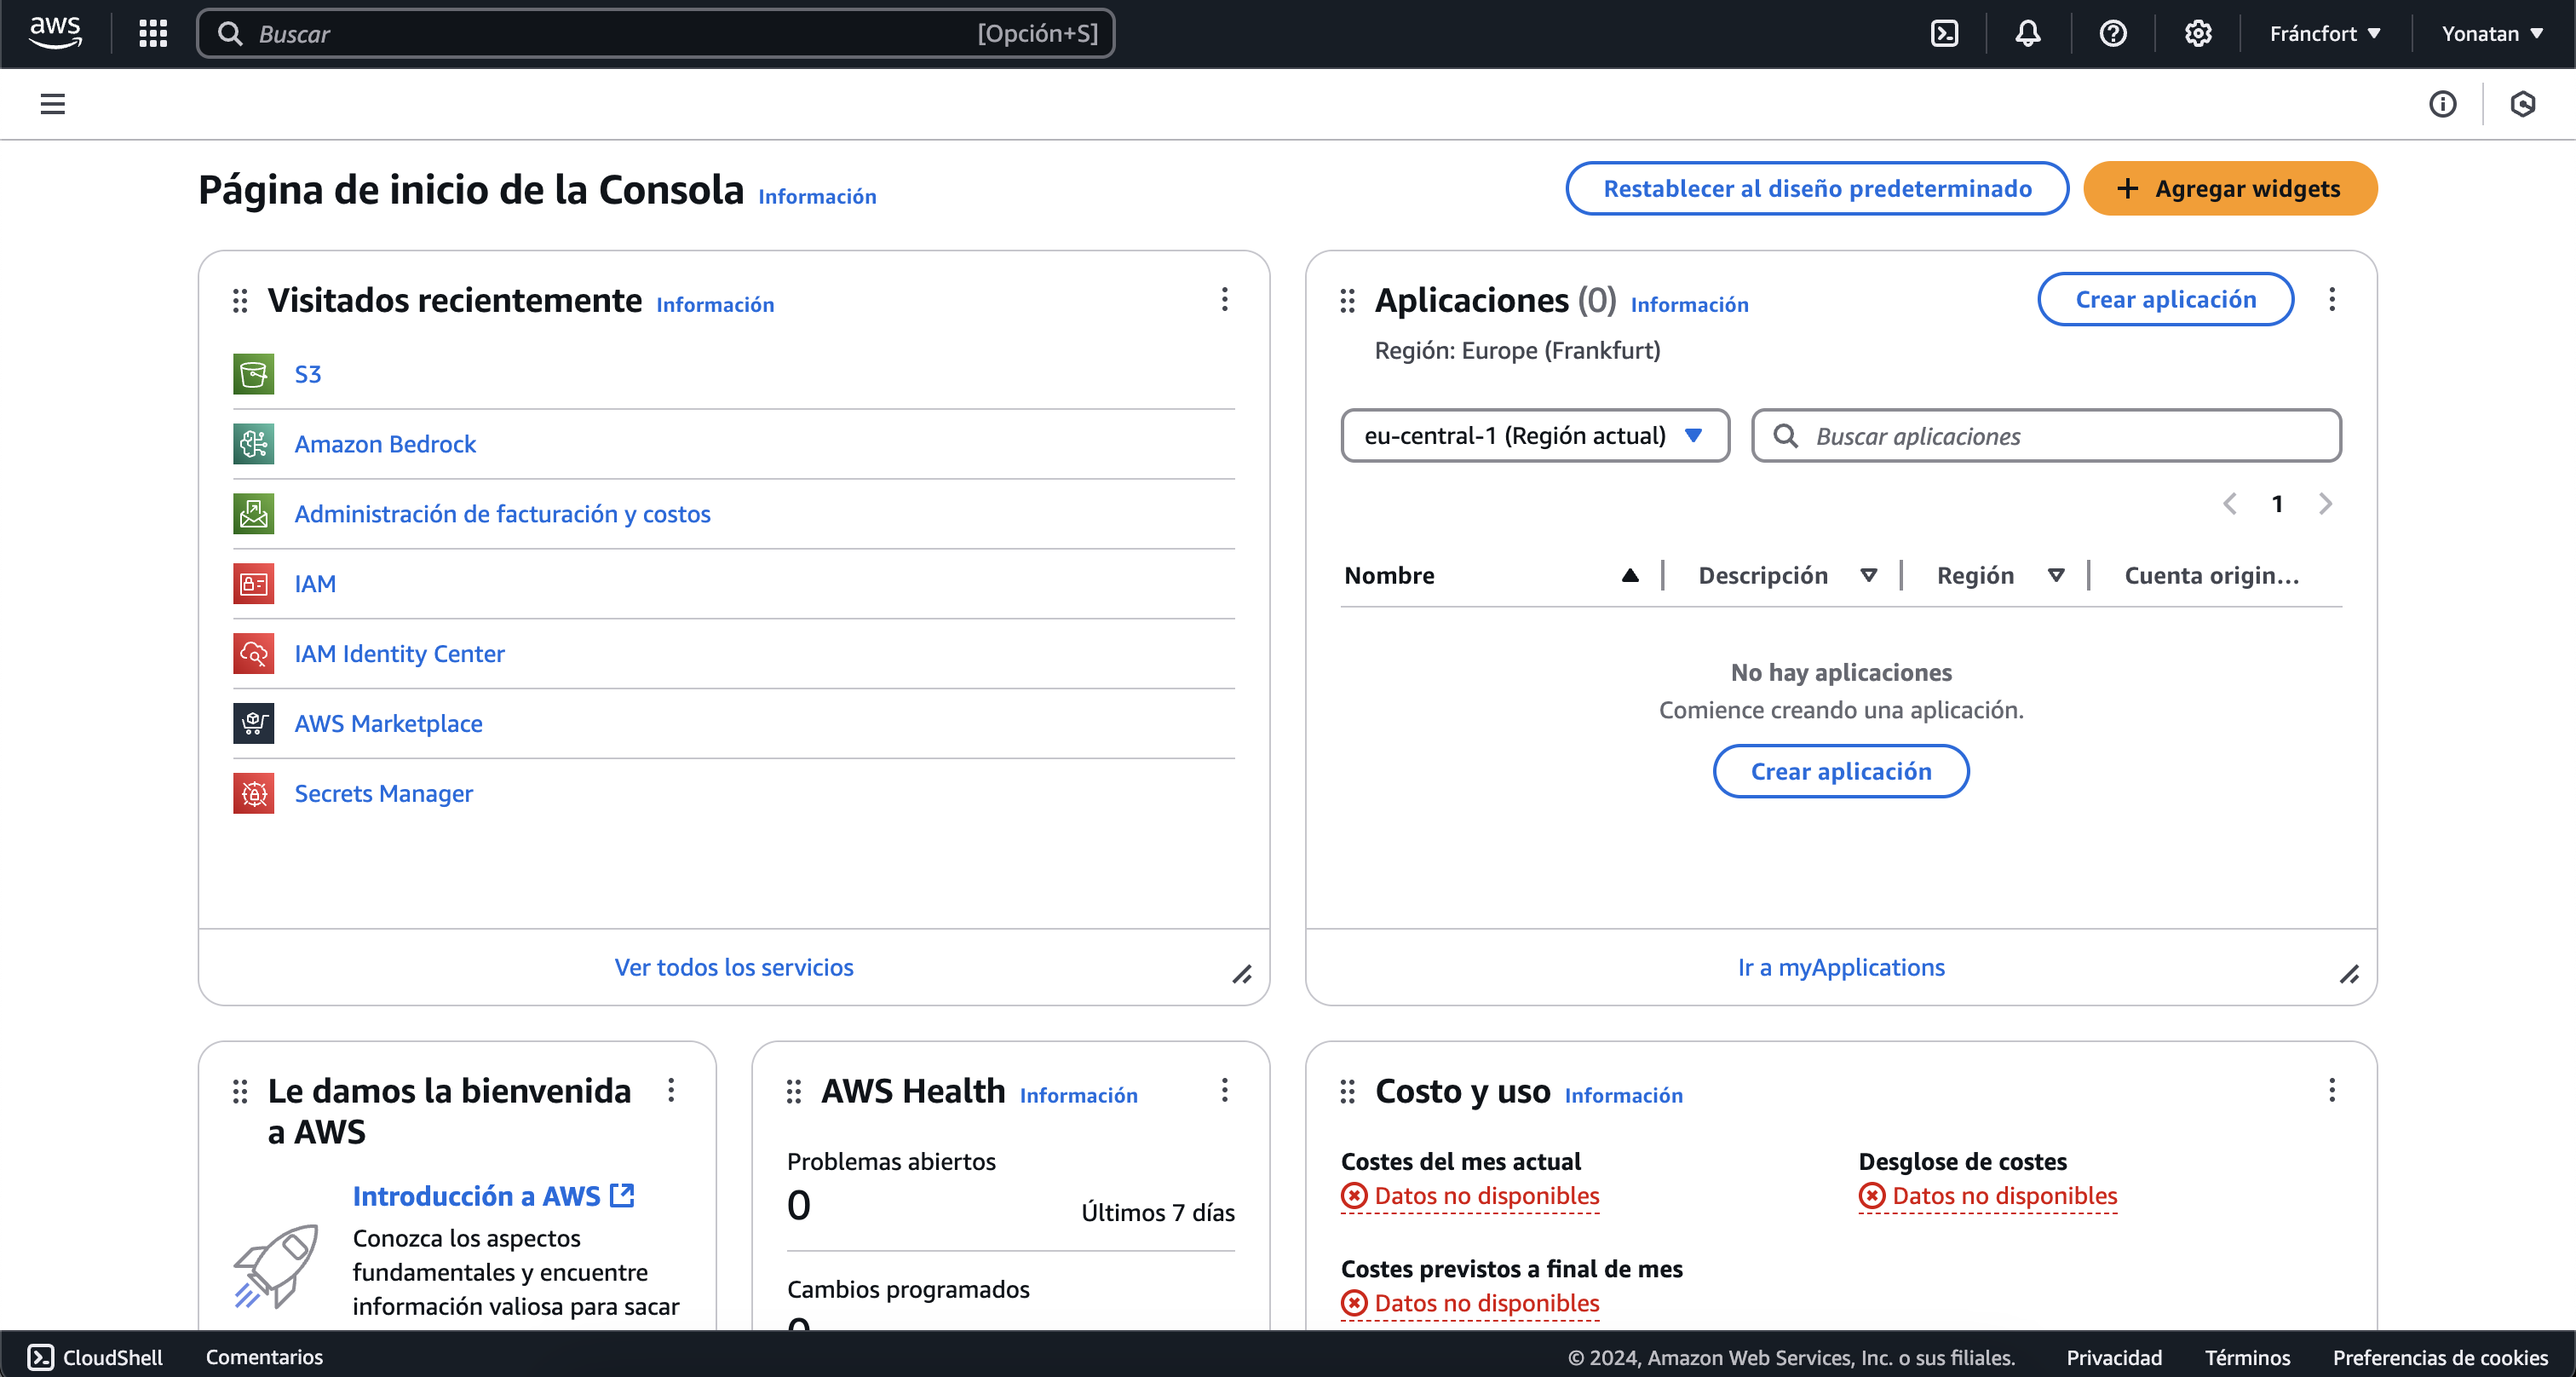 aws
Buscar
[Opción+S]
Fráncfort
Yonatan
Página de inicio de la Consola Información
Restablecer al diseño predeterminado
Agregar widgets
Visitados recientemente Información
S3
Amazon Bedrock
Administración de facturación y costos
IAM
IAM Identity Center
AWS Marketplace
Secrets Manager
Ver todos los servicios
Aplicaciones (0) Información
Crear aplicación
Región: Europe (Frankfurt)
eu-central-1 (Región actual)
Buscar aplicaciones
1
Nombre
Descripción
Región
Cuenta origin...
No hay aplicaciones
Comience creando una aplicación.
Crear aplicación
Ir a myApplications
Le damos la bienvenida
a AWS
Introducción a AWS
Conozca los aspectos
fundamentales y encuentre
información valiosa para sacar
AWS Health Información
Problemas abiertos
0
Últimos 7 días
Cambios programados
0
Costo y uso Información
Costes del mes actual
Datos no disponibles
Desglose de costes
Datos no disponibles
Costes previstos a final de mes
Datos no disponibles
CloudShell
Comentarios
© 2024, Amazon Web Services, Inc. o sus filiales.
Privacidad
Términos
Preferencias de cookies